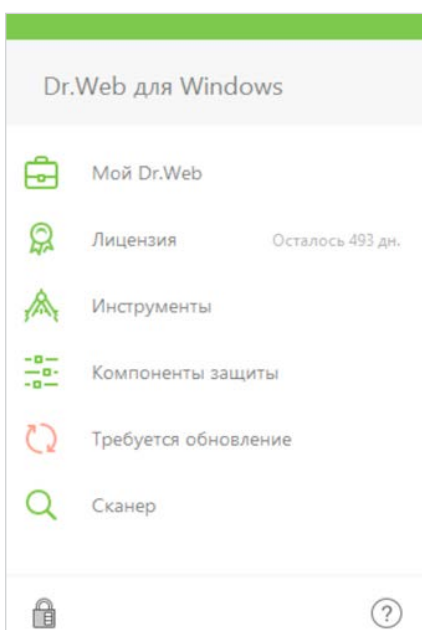 Dr.Web для Windows
Мой Dr.Web
Лицензия Осталось 493 дн.
Инструменты
Компоненты защиты
Требуется обновление
Сканер
?